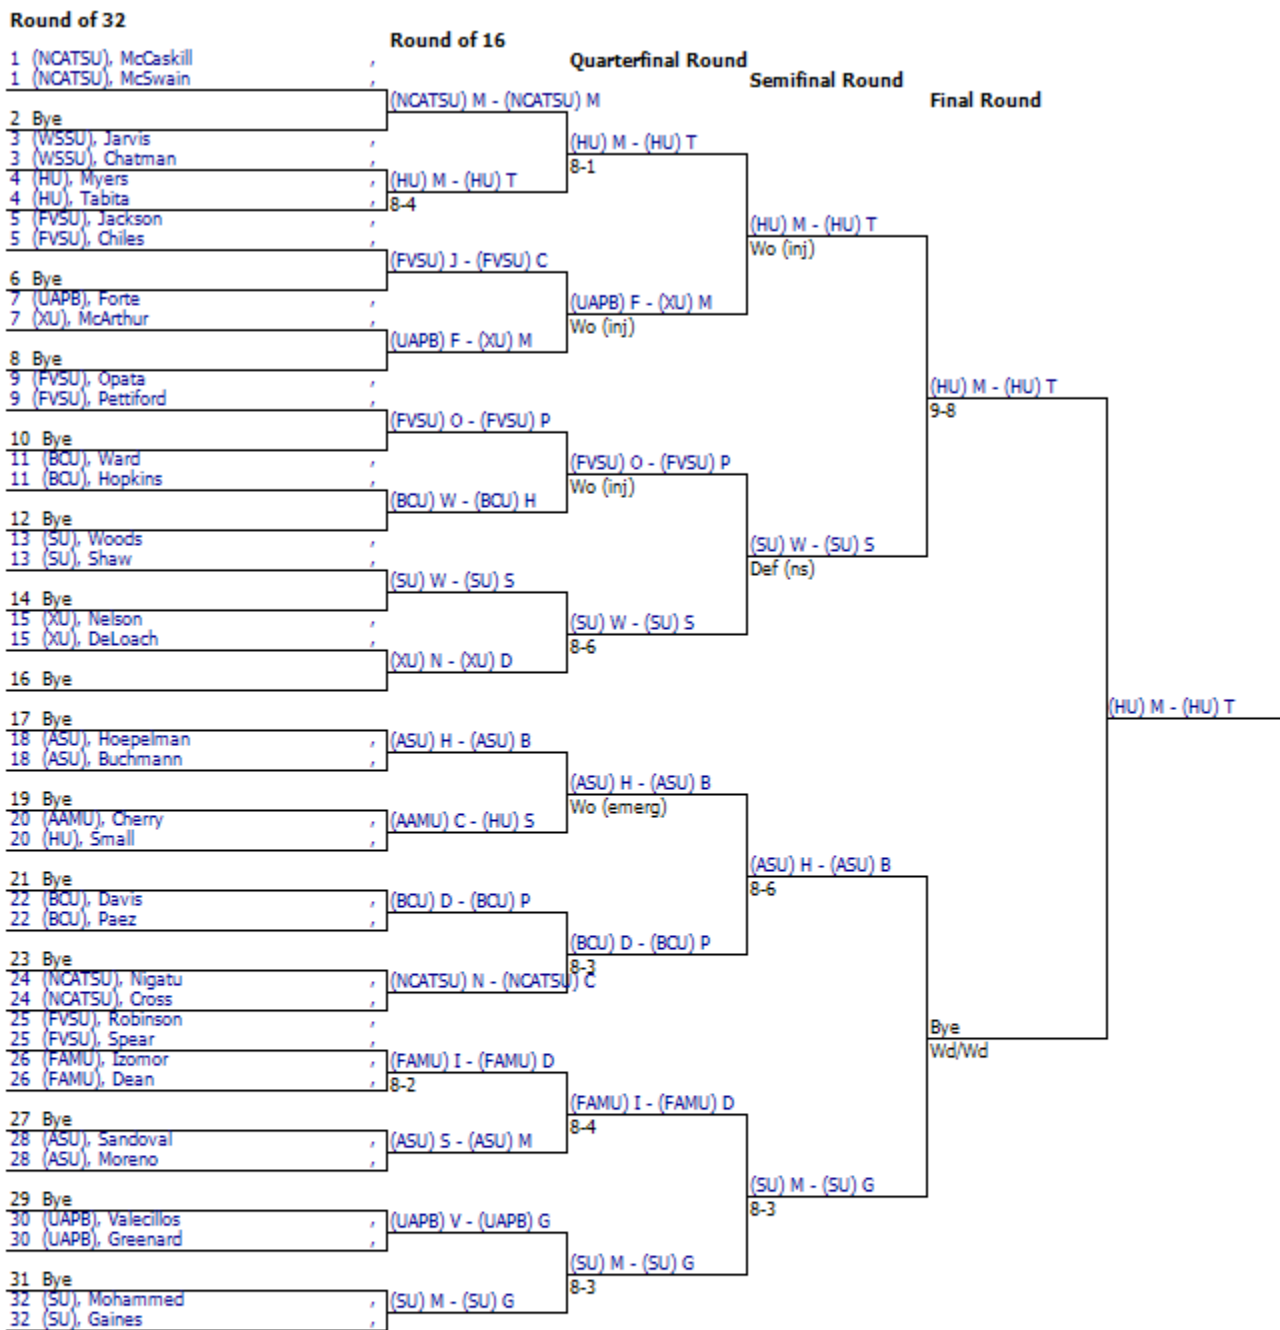 Round of 32
Round of 16
Quarterfinal Round
Semifinal Round
Final Round
1 (NCATSU), McCaskill ,
1 (NCATSU), McSwain ,
2 Bye
3 (WSSU), Jarvis ,
3 (WSSU), Chatman ,
4 (HU), Myers ,
4 (HU), Tabita ,
5 (FVSU), Jackson ,
5 (FVSU), Chiles ,
6 Bye
7 (UAPB), Forte ,
7 (XU), McArthur ,
8 Bye
9 (FVSU), Opata ,
9 (FVSU), Pettiford ,
10 Bye
11 (BCU), Ward ,
11 (BCU), Hopkins ,
12 Bye
13 (SU), Woods ,
13 (SU), Shaw ,
14 Bye
15 (XU), Nelson ,
15 (XU), DeLoach ,
16 Bye
17 Bye
18 (ASU), Hoepelman ,
18 (ASU), Buchmann ,
19 Bye
20 (AAMU), Cherry ,
20 (HU), Small ,
21 Bye
22 (BCU), Davis ,
22 (BCU), Paez ,
23 Bye
24 (NCATSU), Nigatu ,
24 (NCATSU), Cross ,
25 (FVSU), Robinson ,
25 (FVSU), Spear ,
26 (FAMU), Izomor ,
26 (FAMU), Dean ,
27 Bye
28 (ASU), Sandoval ,
28 (ASU), Moreno ,
29 Bye
30 (UAPB), Valecillos ,
30 (UAPB), Greenard ,
31 Bye
32 (SU), Mohammed ,
32 (SU), Gaines ,
(NCATSU) M - (NCATSU) M
(HU) M - (HU) T
8-4
(FVSU) J - (FVSU) C
(UAPB) F - (XU) M
(FVSU) O - (FVSU) P
(BCU) W - (BCU) H
(SU) W - (SU) S
(XU) N - (XU) D
(ASU) H - (ASU) B
(AAMU) C - (HU) S
(BCU) D - (BCU) P
(NCATSU) N - (NCATSU) C
(FAMU) I - (FAMU) D
8-2
(ASU) S - (ASU) M
(UAPB) V - (UAPB) G
(SU) M - (SU) G
(HU) M - (HU) T
8-1
(UAPB) F - (XU) M
Wo (inj)
(FVSU) O - (FVSU) P
Wo (inj)
(SU) W - (SU) S
8-6
(ASU) H - (ASU) B
Wo (emerg)
(BCU) D - (BCU) P
8-3
(FAMU) I - (FAMU) D
8-4
(SU) M - (SU) G
8-3
(HU) M - (HU) T
Wo (inj)
(SU) W - (SU) S
Def (ns)
(ASU) H - (ASU) B
8-6
(SU) M - (SU) G
8-3
(HU) M - (HU) T
9-8
Bye
Wd/Wd
(HU) M - (HU) T